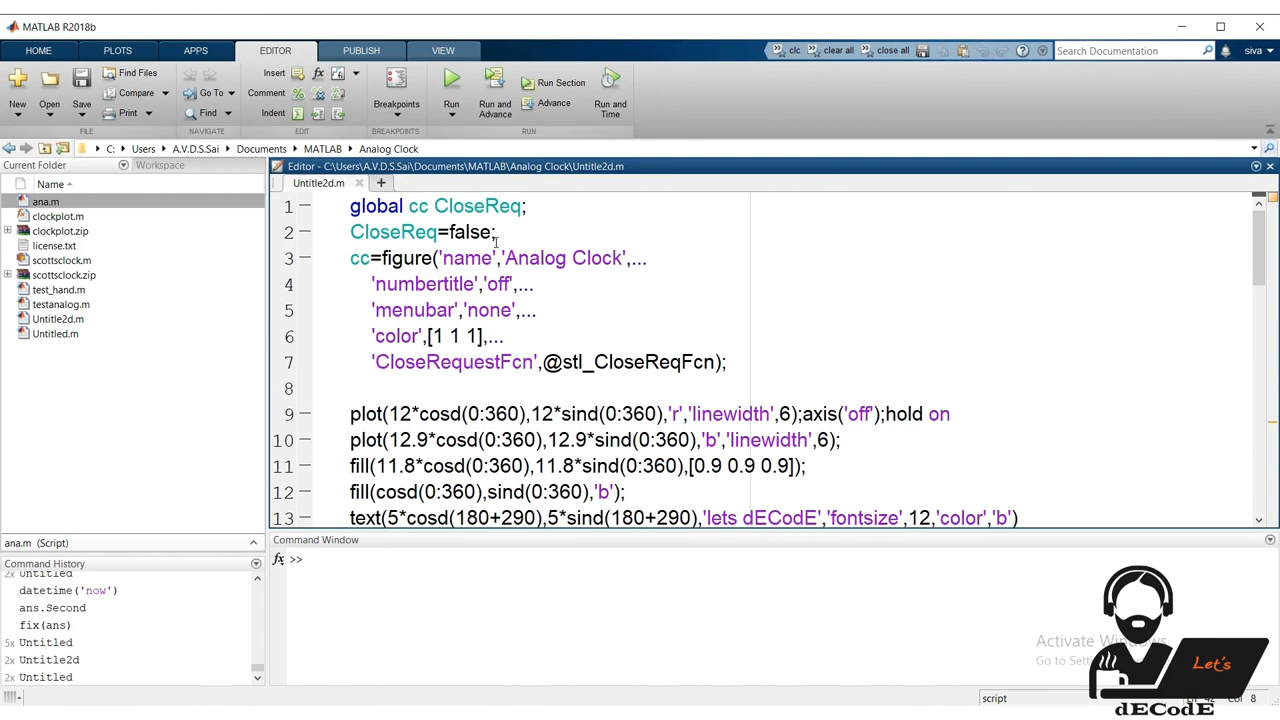 MATLAB R2018b
HOME PLOTS APPS EDITOR PUBLISH VIEW clc clear all close all Search Documentation siva
New Open Save Find Files Compare Print Go To Find Insert Comment Indent Breakpoints Run Run and Advance Run Section Advance Run and Time
FILE NAVIGATE EDIT BREAKPOINTS RUN
C: Users A.V.D.S.Sai Documents MATLAB Analog Clock
Current Folder Workspace
Name
ana.m
clockplot.m
clockplot.zip
license.txt
scottsclock.m
scottsclock.zip
test_hand.m
testanalog.m
Untitle2d.m
Untitled.m
ana.m (Script)
Command History
2x Untitled
datetime('now')
ans.Second
fix(ans)
5x Untitled
2x Untitle2d
2x Untitled
Editor - C:\Users\A.V.D.S.Sai\Documents\MATLAB\Analog Clock\Untitle2d.m
Untitle2d.m
1 global cc CloseReq;
2 CloseReq=false;
3 cc=figure('name','Analog Clock',...
4 'numbertitle','off',...
5 'menubar','none',...
6 'color',[1 1 1],...
7 'CloseRequestFcn',@stl_CloseReqFcn);
8
9 plot(12*cosd(0:360),12*sind(0:360),'r','linewidth',6);axis('off');hold on
10 plot(12.9*cosd(0:360),12.9*sind(0:360),'b','linewidth',6);
11 fill(11.8*cosd(0:360),11.8*sind(0:360),[0.9 0.9 0.9]);
12 fill(cosd(0:360),sind(0:360),'b');
13 text(5*cosd(180+290),5*sind(180+290),'lets dECodE','fontsize',12,'color','b')
Command Window
fx >>
Activate Windows
Go to Sett
Let's
dECodE
script 42 Col 8